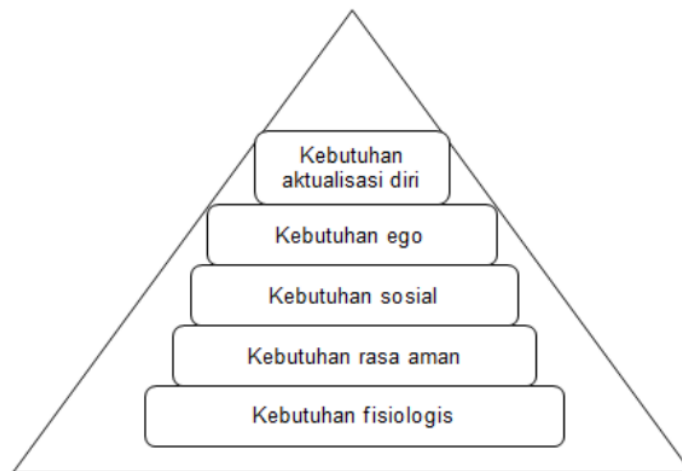 Kebutuhan
aktualisasi diri
Kebutuhan ego
Kebutuhan sosial
Kebutuhan rasa aman
Kebutuhan fisiologis